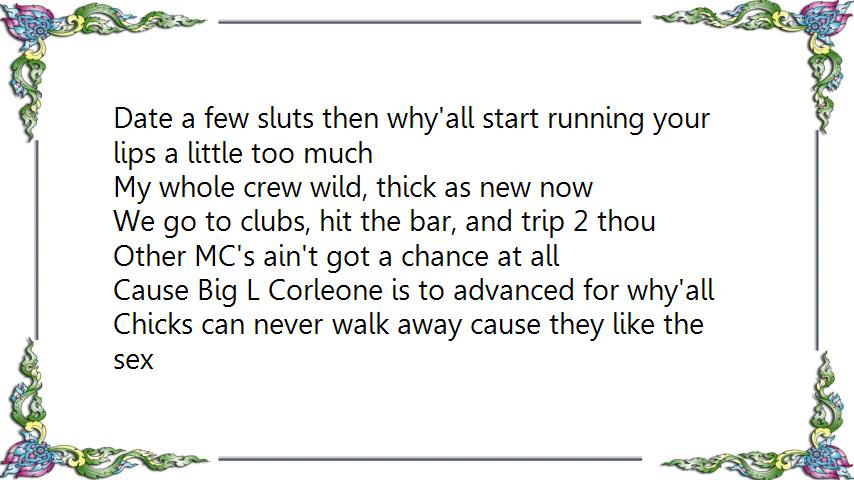 Date a few sluts then why'all start running your
lips a little too much
My whole crew wild, thick as new now
We go to clubs, hit the bar, and trip 2 thou
Other MC's ain't got a chance at all
Cause Big L Corleone is to advanced for why'all
Chicks can never walk away cause they like the
sex